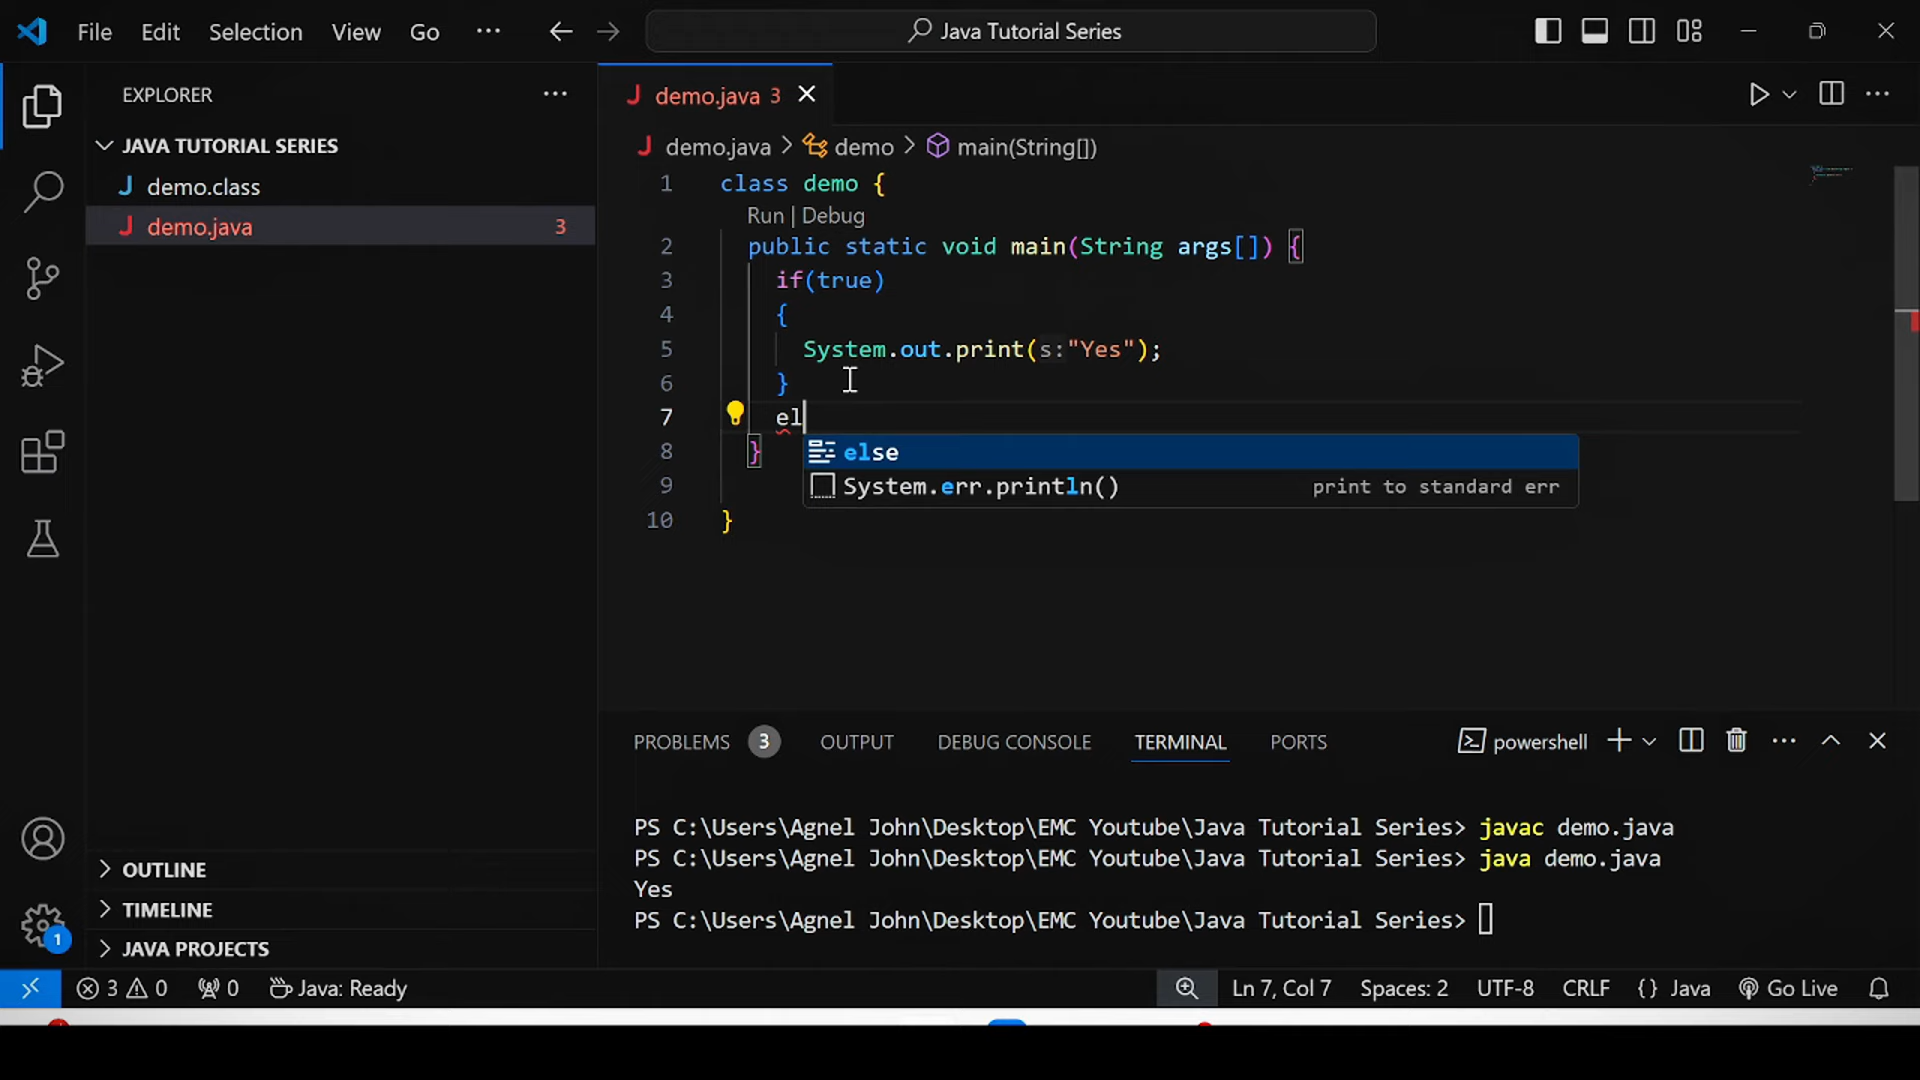 File Edit Selection View Go ··· Java Tutorial Series
EXPLORER ···
demo.java 3
JAVA TUTORIAL SERIES
demo.java > demo > main(String[])
demo.class
demo.java 3
1 class demo {
Run | Debug
2 public static void main(String args[]) {
3 if(true)
4 {
5 System.out.print(s:"Yes");
6 }
7 el
8 }
else
9
System.err.println() print to standard err
10 }
PROBLEMS 3 OUTPUT DEBUG CONSOLE TERMINAL PORTS powershell
PS C:\Users\Agnel John\Desktop\EMC Youtube\Java Tutorial Series> javac demo.java
PS C:\Users\Agnel John\Desktop\EMC Youtube\Java Tutorial Series> java demo.java
Yes
PS C:\Users\Agnel John\Desktop\EMC Youtube\Java Tutorial Series>
OUTLINE
TIMELINE
JAVA PROJECTS
1
3 0 0 Java: Ready Ln 7, Col 7 Spaces: 2 UTF-8 CRLF {} Java Go Live